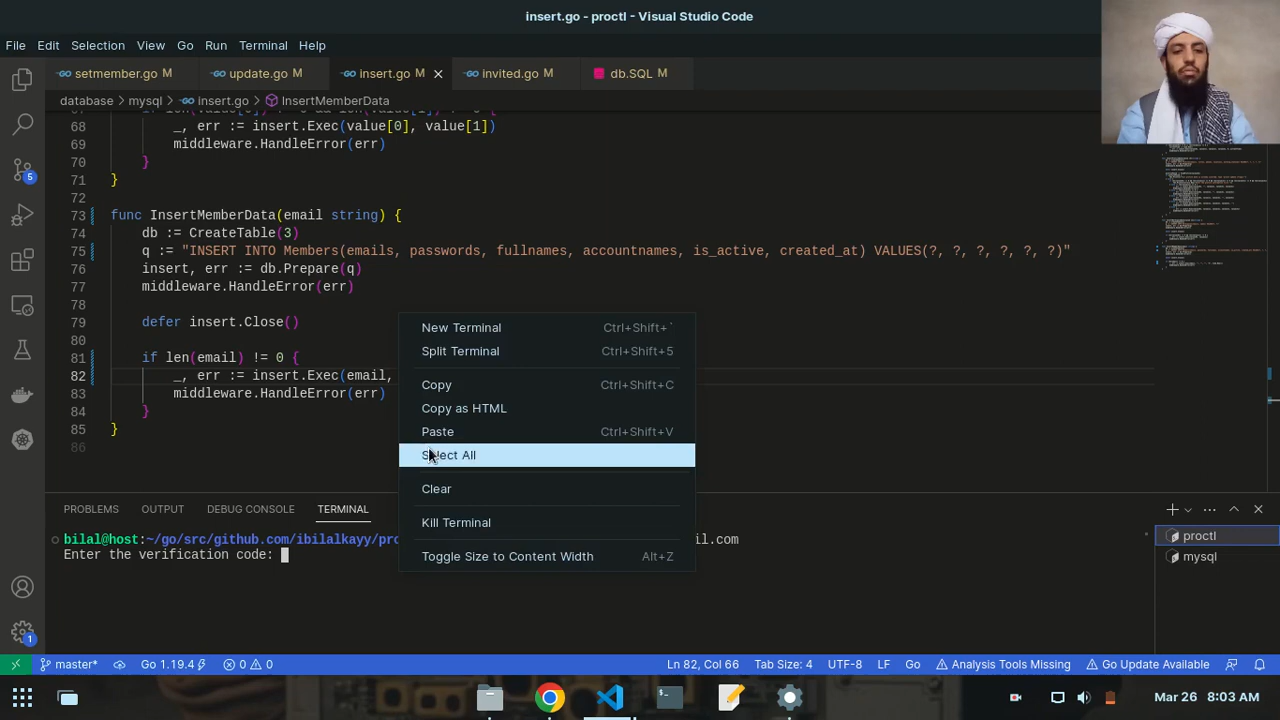 insert.go - proctl - Visual Studio Code
File Edit Selection View Go Run Terminal Help
setmember.go M update.go M insert.go M invited.go M db.SQL M
database > mysql > insert.go > InsertMemberData
68 _, err := insert.Exec(value[0], value[1])
69 middleware.HandleError(err)
70 }
71 }
72
73 func InsertMemberData(email string) {
74 db := CreateTable(3)
75 q := "INSERT INTO Members(emails, passwords, fullnames, accountnames, is_active, created_at) VALUES(?, ?, ?, ?, ?, ?)"
76 insert, err := db.Prepare(q)
77 middleware.HandleError(err)
78
79 defer insert.Close()
80
81 if len(email) != 0 {
82 _, err := insert.Exec(email,
83 middleware.HandleError(err)
84 }
85 }
86
New Terminal Ctrl+Shift+`
Split Terminal Ctrl+Shift+5
Copy Ctrl+Shift+C
Copy as HTML
Paste Ctrl+Shift+V
Select All
Clear
Kill Terminal
Toggle Size to Content Width Alt+Z
PROBLEMS OUTPUT DEBUG CONSOLE TERMINAL
bilal@host:~/go/src/github.com/ibilalkayy/pro il.com
Enter the verification code:
proctl
mysql
5
1
master* Go 1.19.4 0 0 Ln 82, Col 66 Tab Size: 4 UTF-8 LF Go Analysis Tools Missing Go Update Available
Mar 26 8:03 AM